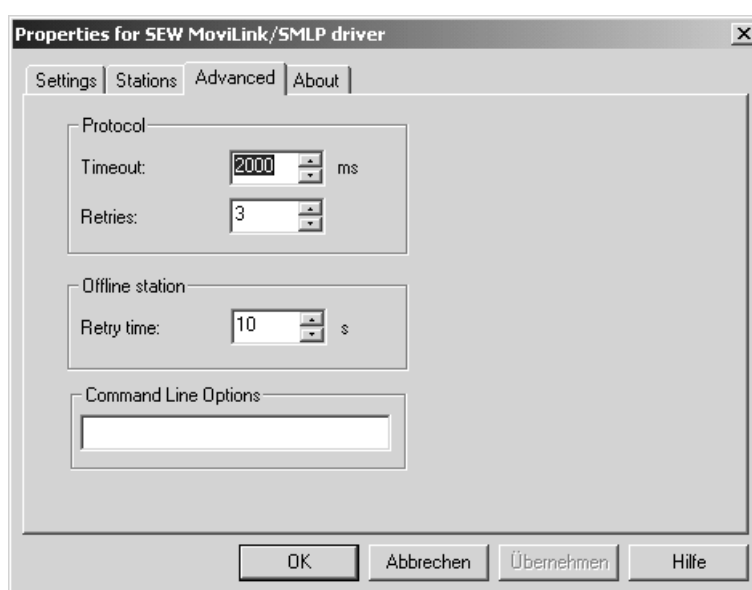 Properties for SEW MoviLink/SMLP driver
Settings Stations Advanced About
Protocol
Timeout: 2000 ms
Retries: 3
Offline station
Retry time: 10 s
Command Line Options
OK Abbrechen Übernehmen Hilfe